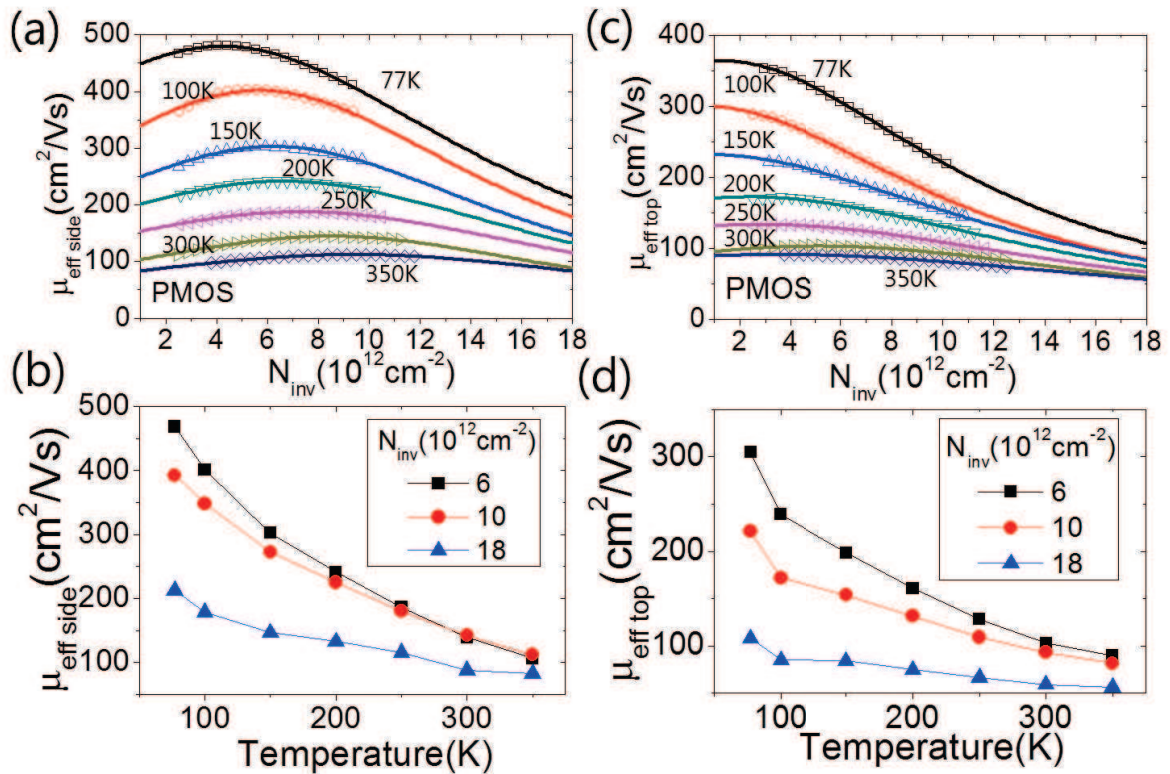 (a)
500
400
300
200
100
0
μeff side(cm²/Vs)
77K
100K
150K
200K
250K
300K
350K
PMOS
2 4 6 8 10 12 14 16 18
Ninv(10¹²cm⁻²)
(c)
400
300
200
100
0
μeff top(cm²/Vs)
77K
100K
150K
200K
250K
300K
350K
PMOS
2 4 6 8 10 12 14 16 18
Ninv(10¹²cm⁻²)
(b)
500
400
300
200
100
μeff side(cm²/Vs)
Ninv(10¹²cm⁻²)
6
10
18
100 200 300
Temperature(K)
(d)
300
200
100
μeff top(cm²/Vs)
Ninv(10¹²cm⁻²)
6
10
18
100 200 300
Temperature(K)